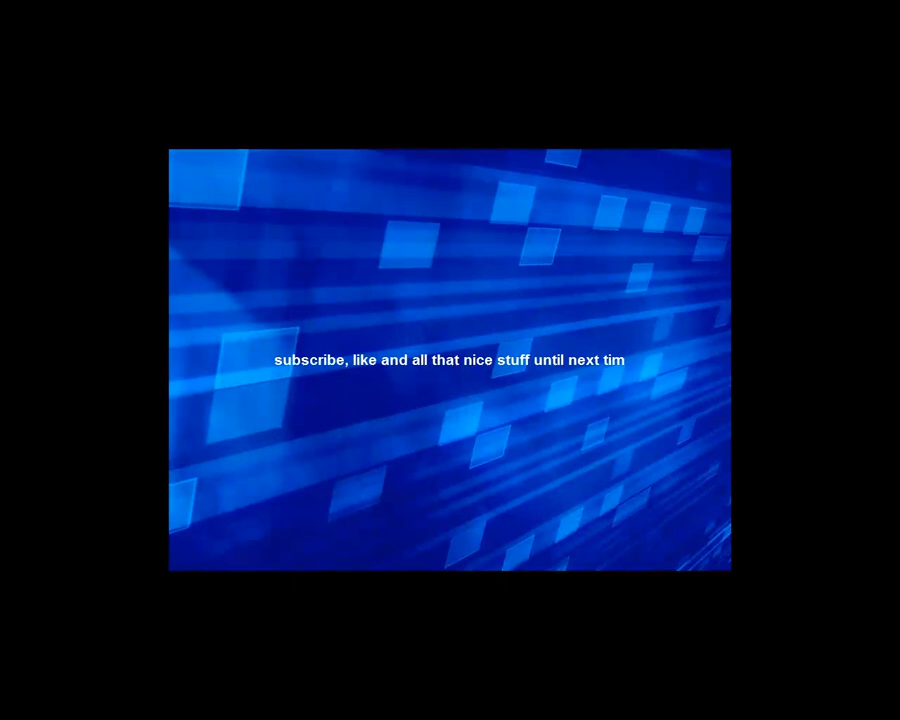 subscribe, like and all that nice stuff until next tim